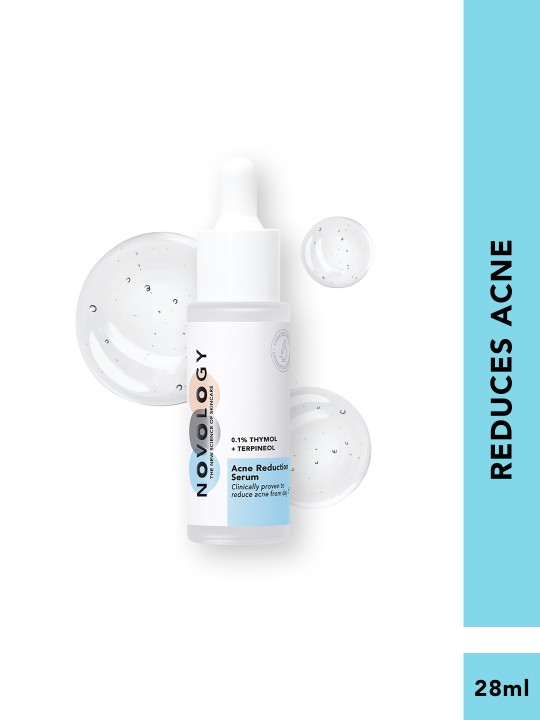 NOVOLOGY
THE NEW SCIENCE OF SKINCARE
0.1% THYMOL
+ TERPINEOL
Acne Reduction
Serum
Clinically proven to
reduce acne from day
REDUCES ACNE
28ml